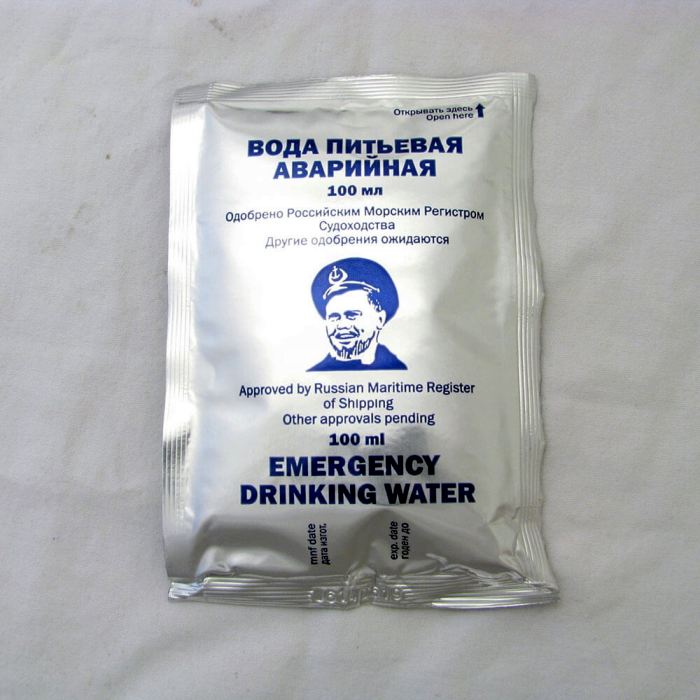 Открывать здесь
Open here
ВОДА ПИТЬЕВАЯ
АВАРИЙНАЯ
100 мл
Одобрено Российским Морским Регистром
Судоходства
Другие одобрения ожидаются
Approved by Russian Maritime Register
of Shipping
Other approvals pending
100 ml
EMERGENCY
DRINKING WATER
mnf date
дата изгот.
exp. date
годен до